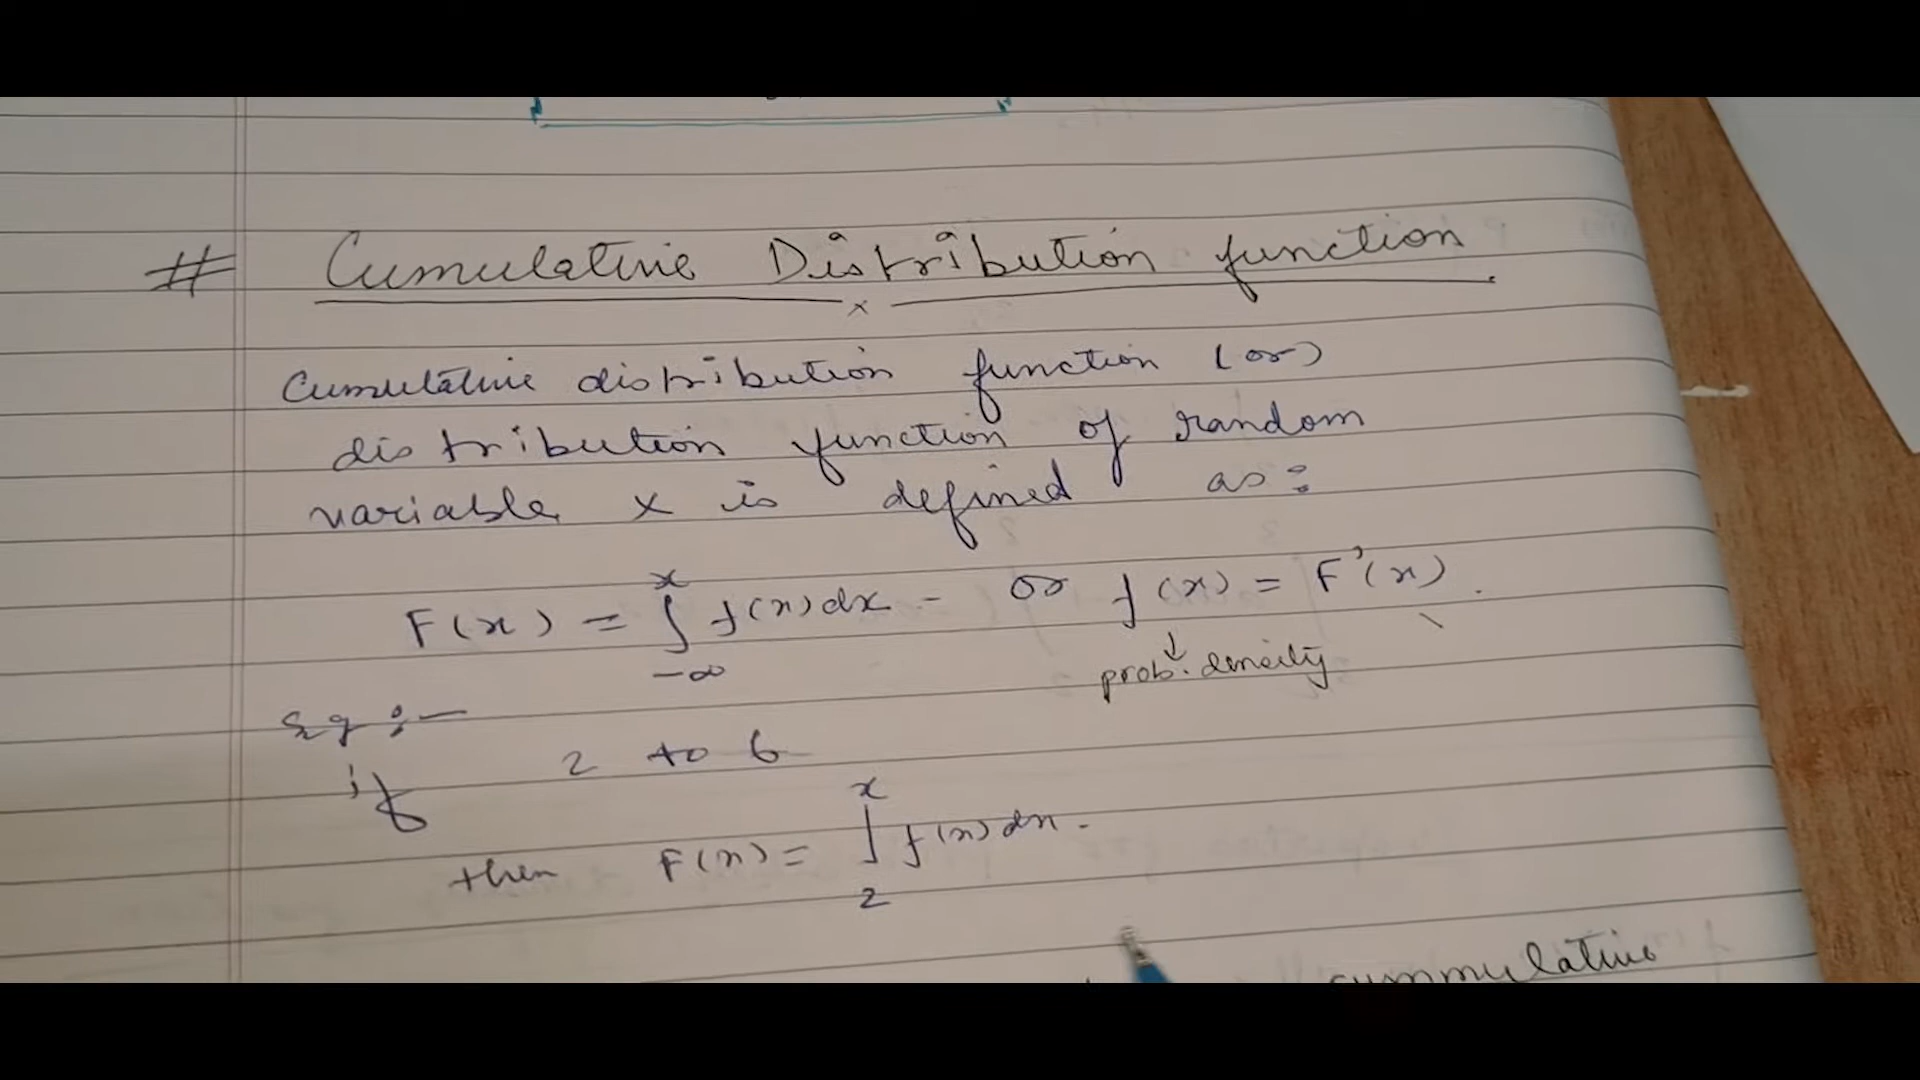 # Cumulative Distribution function
Cumulative distribution function (or)
distribution function of random
variable x is defined as:
F(x) = ∫_{-∞}^{x} f(x)dx - or f(x) = F'(x).
↓
prob. density
Eg :-
if 2 to 6
then F(x) = ∫_{2}^{x} f(x)dx -
cummulative